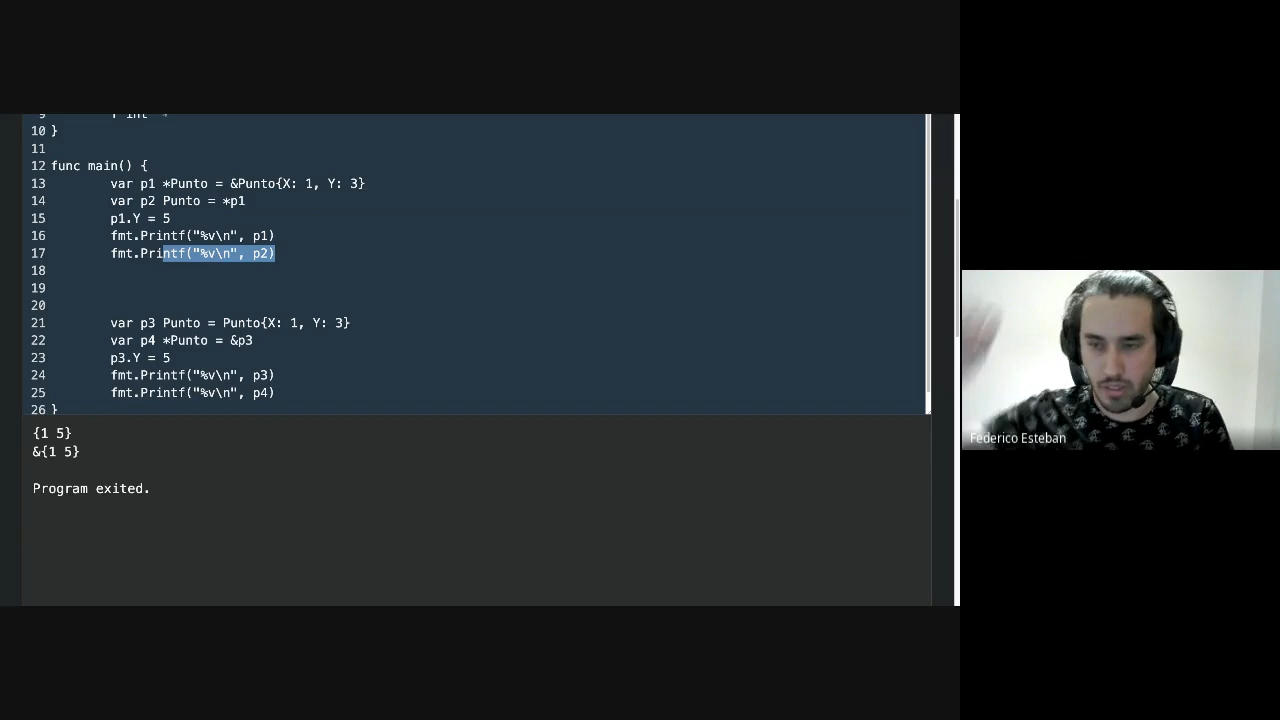 9
10 }
11
12 func main() {
13 var p1 *Punto = &Punto{X: 1, Y: 3}
14 var p2 Punto = *p1
15 p1.Y = 5
16 fmt.Printf("%v\n", p1)
17 fmt.Printf("%v\n", p2)
18
19
20
21 var p3 Punto = Punto{X: 1, Y: 3}
22 var p4 *Punto = &p3
23 p3.Y = 5
24 fmt.Printf("%v\n", p3)
25 fmt.Printf("%v\n", p4)
26 }
{1 5}
&{1 5}
Program exited.
Federico Esteban